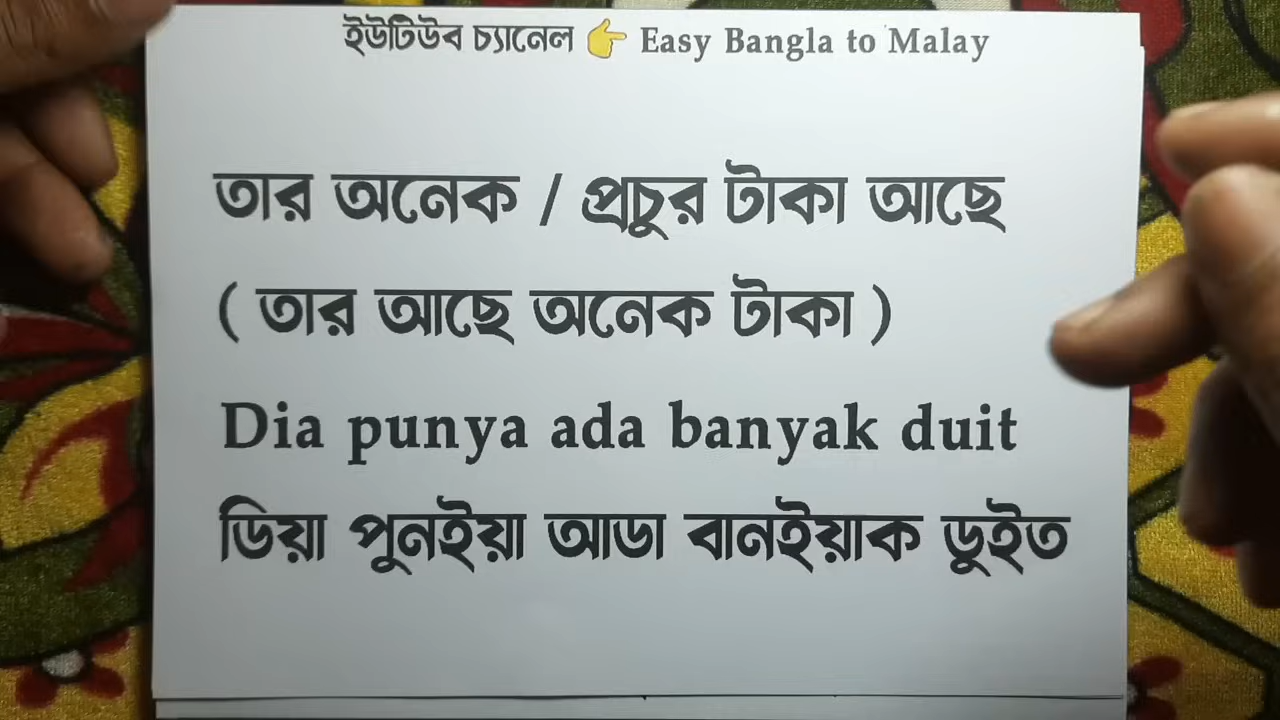 ইউটিউব চ্যানেল 👉 Easy Bangla to Malay
তার অনেক / প্রচুর টাকা আছে
( তার আছে অনেক টাকা )
Dia punya ada banyak duit
ডিয়া পুনইয়া আডা বানইয়াক ডুইত